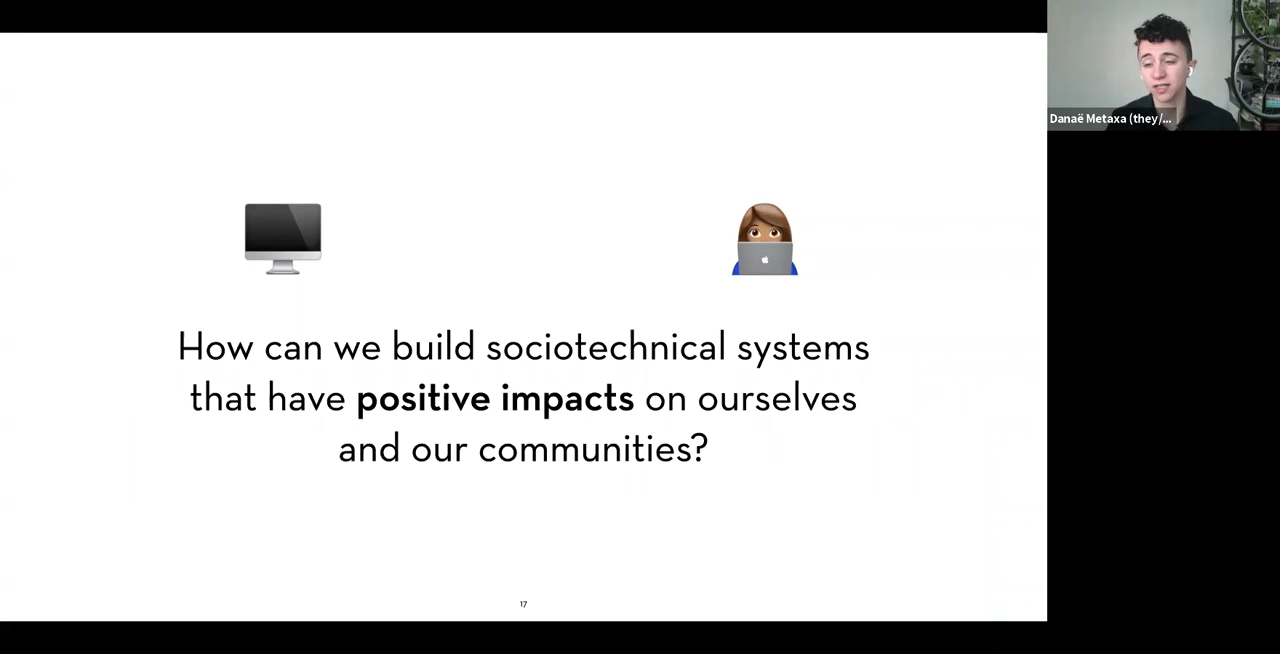 How can we build sociotechnical systems
that have positive impacts on ourselves
and our communities?
17
Danaë Metaxa (they/...